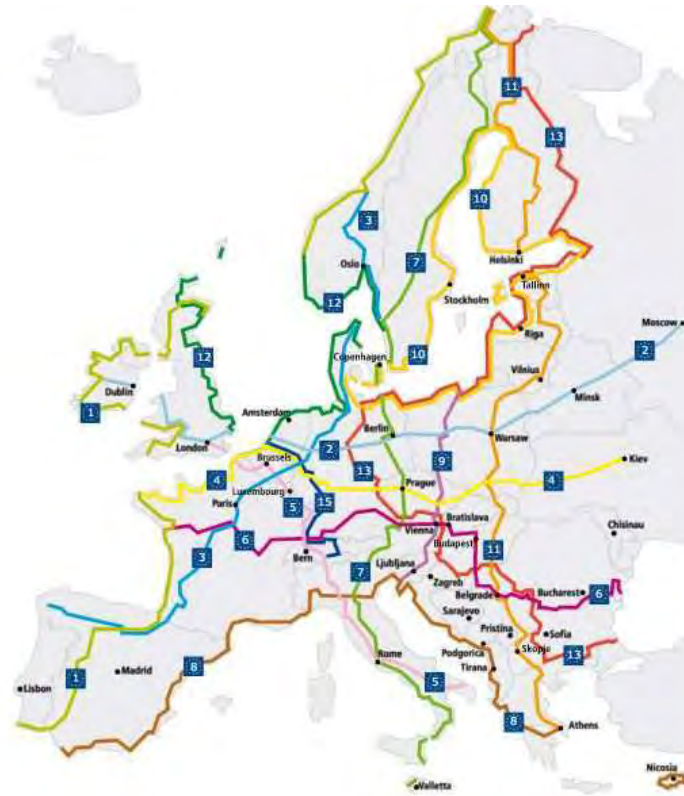 11
13
3
10
Oslo
7
Helsinki
Tallinn
12
Stockholm
Moscow
Riga
12
Copenhagen
10
2
Vilnius
Dublin
Minsk
1
Amsterdam
Berlin
London
2
Warsaw
Brussels
9
Kiev
4
13
4
Luxembourg
Prague
Paris
5
15
Bratislava
Chisinau
6
Vienna
Budapest
3
Bern
11
7
Ljubljana
Zagreb
Bucharest
6
Belgrade
Sarajevo
Pristina
Sofia
Rome
Podgorica
Skopje
13
8
Madrid
Tirana
1
5
Lisbon
8
Athens
Nicosia
Valletta